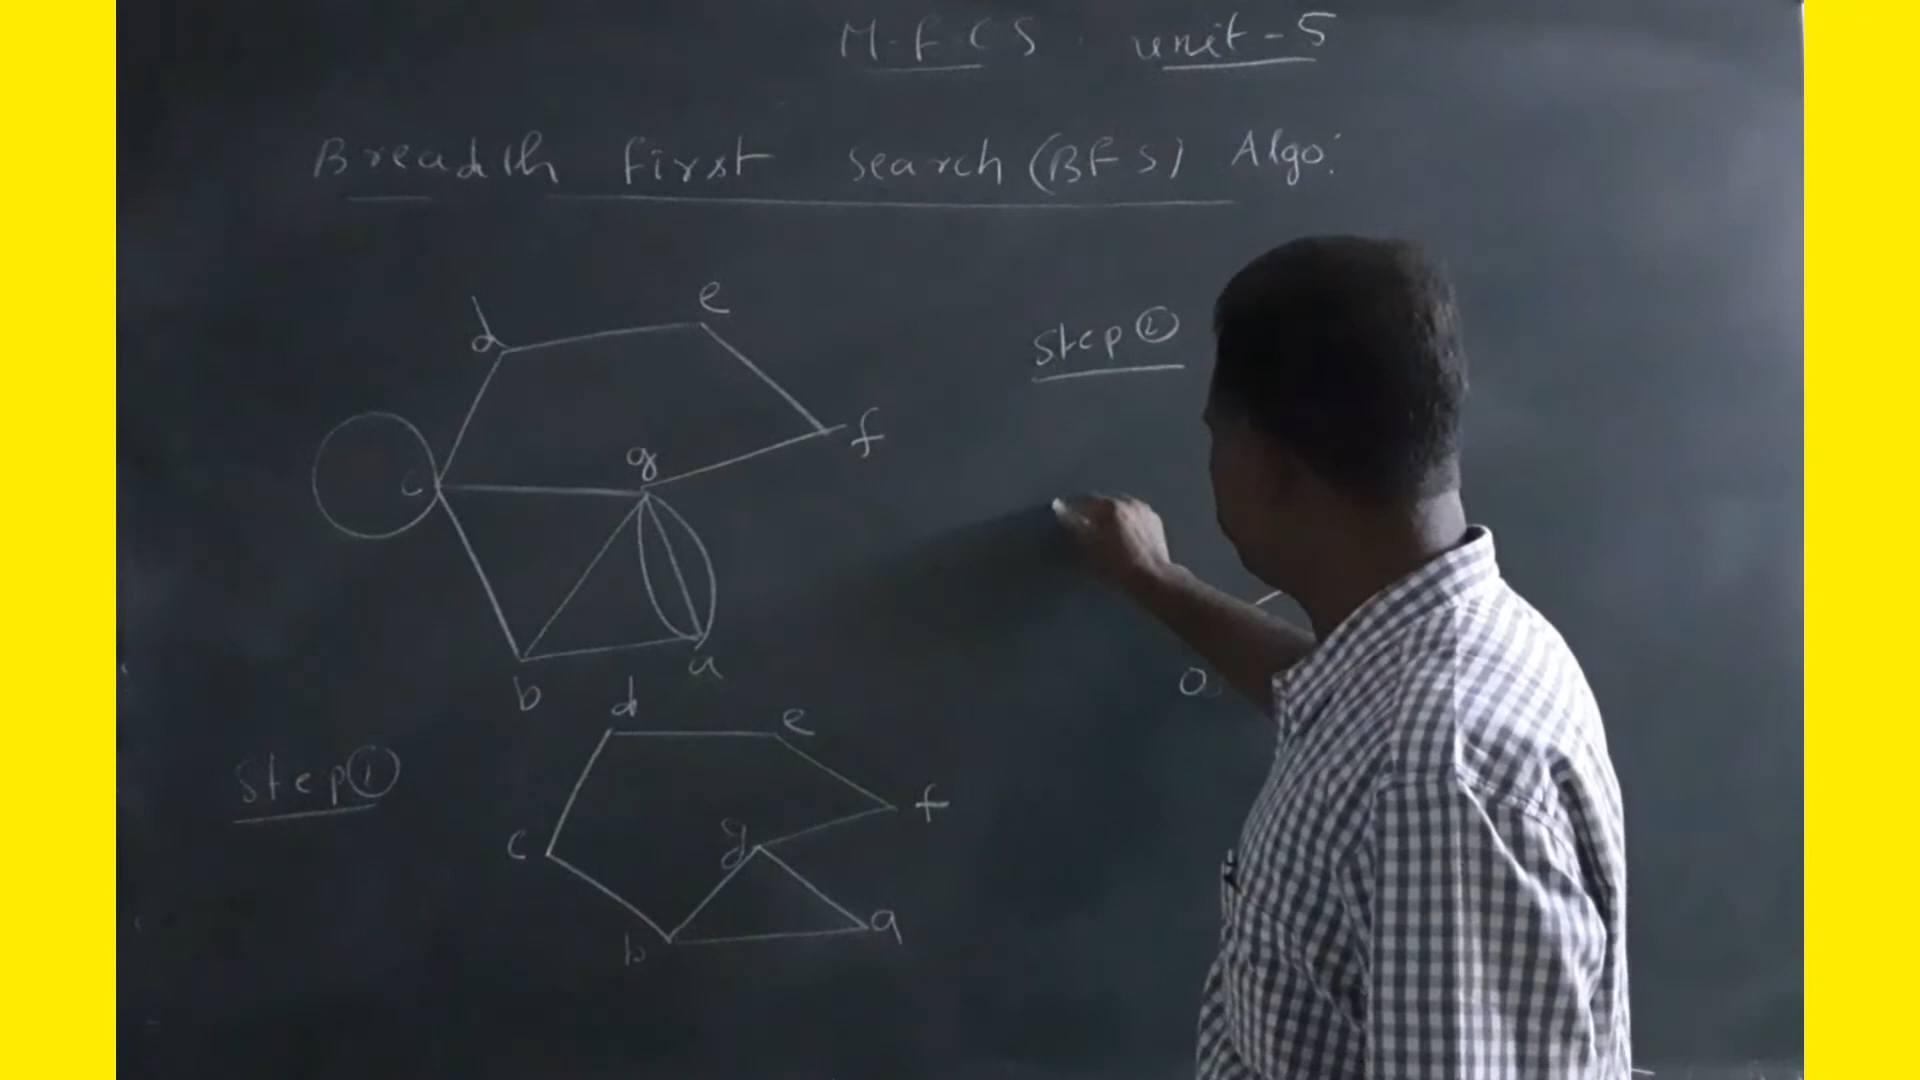 M.F.C.S. unit-5
Breadth First Search (BFS) Algo:
d
e
c
g
f
b
a
Step ①
d
e
c
g
f
b
a
Step ②